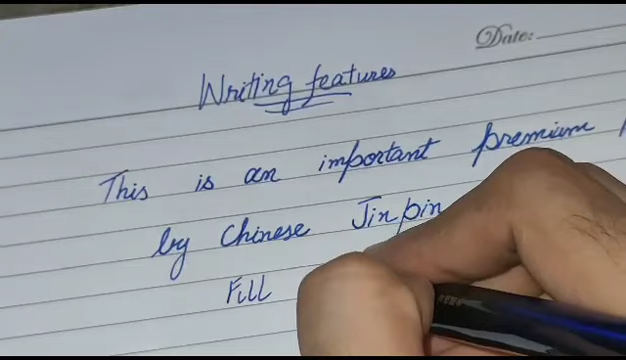 Date:
Writing features
This is an important premium
by Chinese Jinpin
Fill